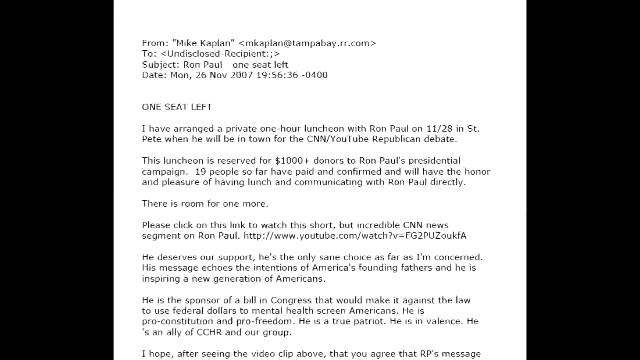 From: "Mike Kaplan" <mkaplan@tampabay.rr.com>
To: <Undisclosed-Recipient:;>
Subject: Ron Paul   one seat left
Date: Mon, 26 Nov 2007 19:56:36 -0400
ONE SEAT LEFT
I have arranged a private one-hour luncheon with Ron Paul on 11/28 in St.
Pete when he will be in town for the CNN/YouTube Republican debate.
This luncheon is reserved for $1000+ donors to Ron Paul's presidential
campaign.  19 people so far have paid and confirmed and will have the honor
and pleasure of having lunch and communicating with Ron Paul directly.
There is room for one more.
Please click on this link to watch this short, but incredible CNN news
segment on Ron Paul. http://www.youtube.com/watch?v=FG2PUZoukfA
He deserves our support, he's the only sane choice as far as I'm concerned.
His message echoes the intentions of America's founding fathers and he is
inspiring a new generation of Americans.
He is the sponsor of a bill in Congress that would make it against the law
to use federal dollars to mental health screen Americans. He is
pro-constitution and pro-freedom. He is a true patriot. He is in valence. He
's an ally of CCHR and our group.
I hope, after seeing the video clip above, that you agree that RP's message